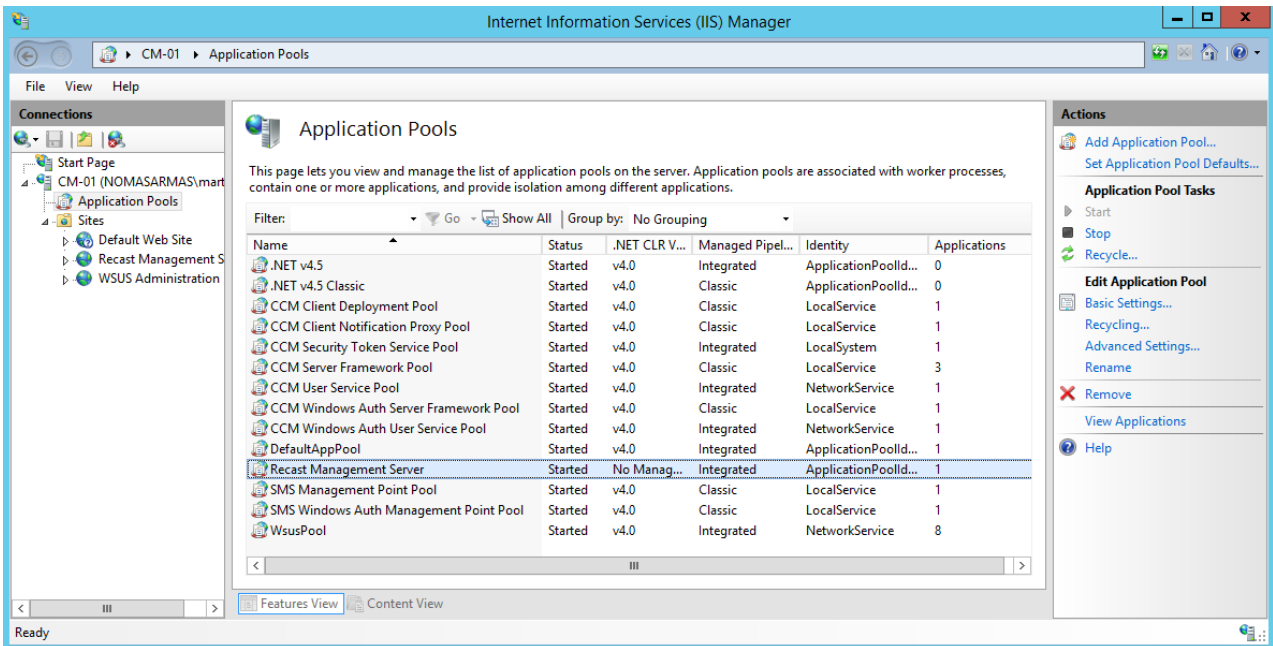 Internet Information Services (IIS) Manager
CM-01 Application Pools
File View Help
Connections
Start Page
CM-01 (NOMASARMAS\mart
Application Pools
Sites
Default Web Site
Recast Management S
WSUS Administration
Application Pools
This page lets you view and manage the list of application pools on the server. Application pools are associated with worker processes,
contain one or more applications, and provide isolation among different applications.
Filter: Go Show All Group by: No Grouping
Name Status .NET CLR V... Managed Pipel... Identity Applications
.NET v4.5 Started v4.0 Integrated ApplicationPoolId... 0
.NET v4.5 Classic Started v4.0 Classic ApplicationPoolId... 0
CCM Client Deployment Pool Started v4.0 Classic LocalService 1
CCM Client Notification Proxy Pool Started v4.0 Classic LocalService 1
CCM Security Token Service Pool Started v4.0 Integrated LocalSystem 1
CCM Server Framework Pool Started v4.0 Classic LocalService 3
CCM User Service Pool Started v4.0 Integrated NetworkService 1
CCM Windows Auth Server Framework Pool Started v4.0 Classic LocalService 1
CCM Windows Auth User Service Pool Started v4.0 Integrated NetworkService 1
DefaultAppPool Started v4.0 Integrated ApplicationPoolId... 1
Recast Management Server Started No Manag... Integrated ApplicationPoolId... 1
SMS Management Point Pool Started v4.0 Classic LocalService 1
SMS Windows Auth Management Point Pool Started v4.0 Classic LocalService 1
WsusPool Started v4.0 Integrated NetworkService 8
Features View Content View
Actions
Add Application Pool...
Set Application Pool Defaults...
Application Pool Tasks
Start
Stop
Recycle...
Edit Application Pool
Basic Settings...
Recycling...
Advanced Settings...
Rename
Remove
View Applications
Help
Ready